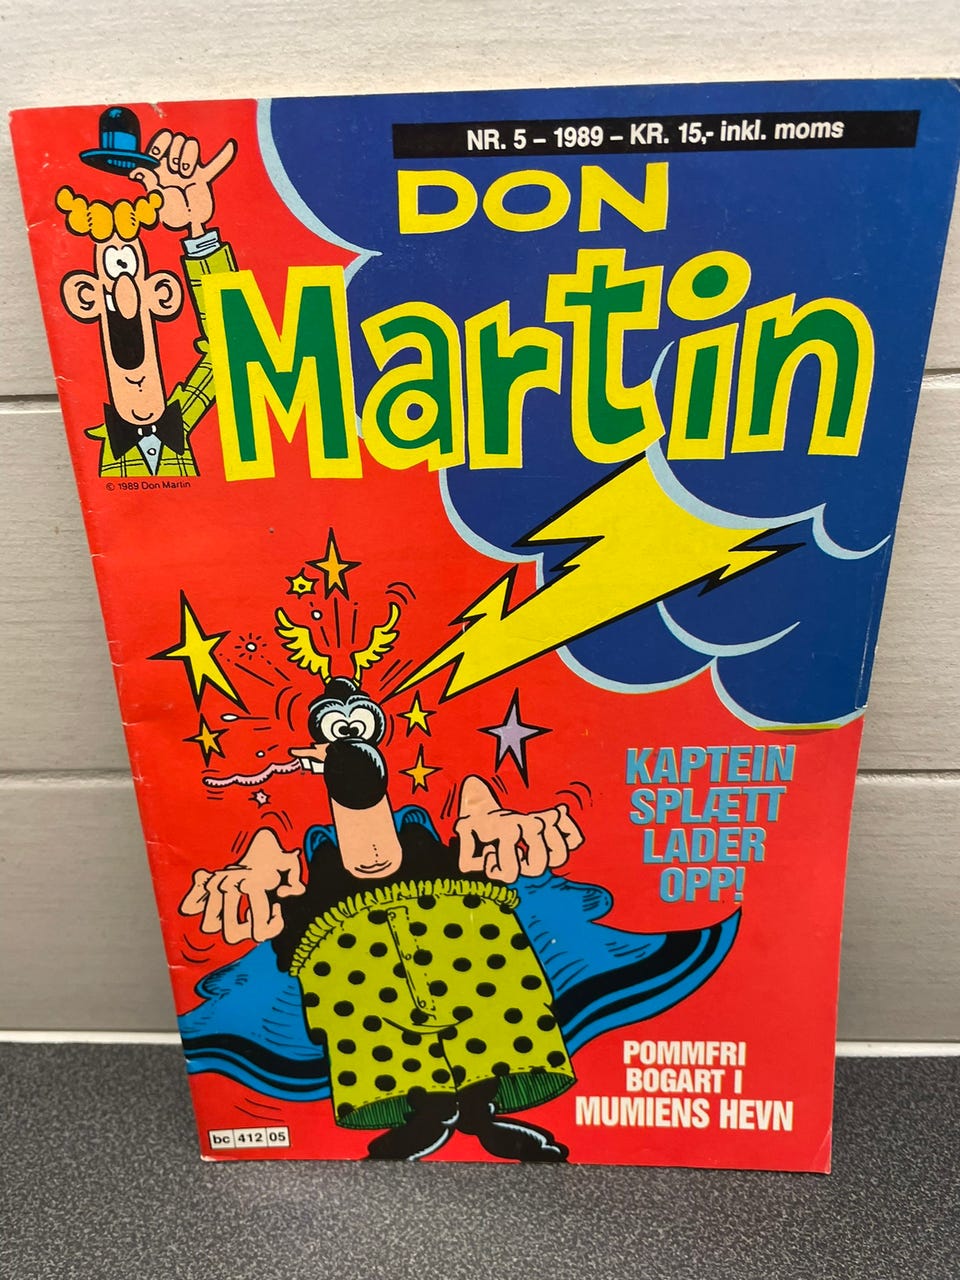 NR. 5 – 1989 – KR. 15,- inkl. moms
DON
Martin
© 1989 Don Martin
KAPTEIN
SPLÆTT
LADER
OPP!
POMMFRI
BOGART I
MUMIENS HEVN
bc 412 05